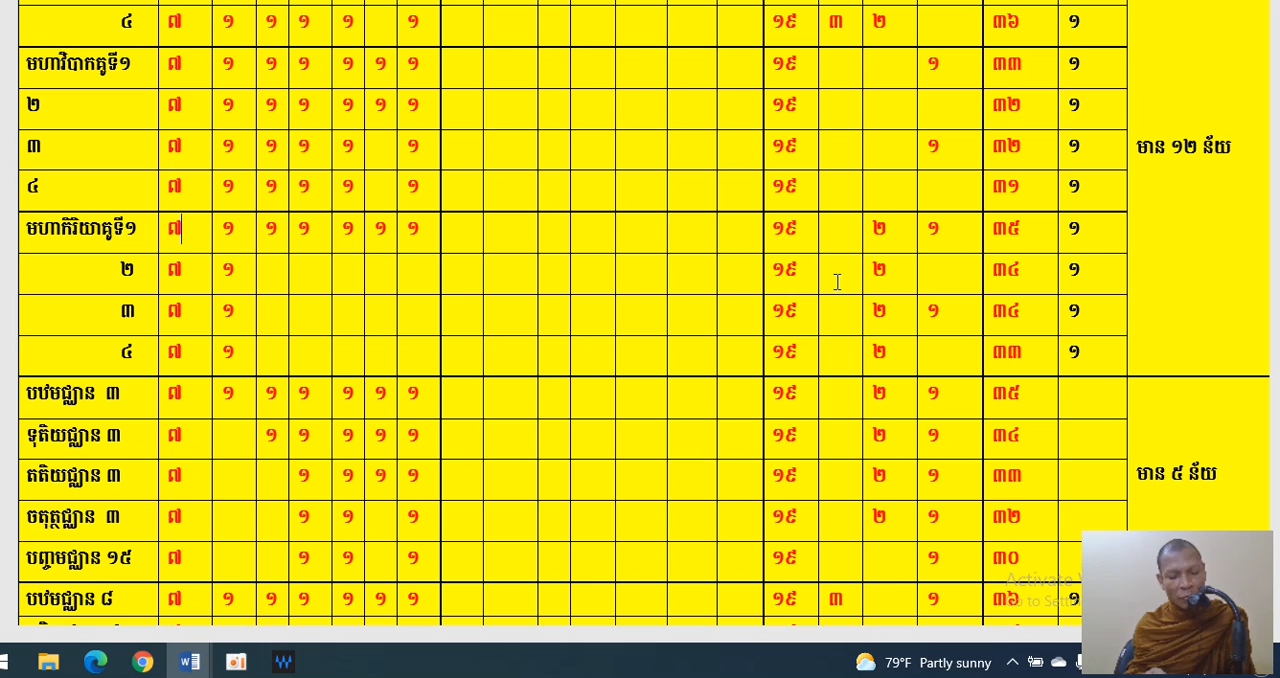 ៤ ៧ ១ ១ ១ ១ ១ ១៩ ៣ ២ ៣៦ ១
មហាវិបាកគូទី១ ៧ ១ ១ ១ ១ ១ ១ ១៩ ១ ៣៣ ១
២ ៧ ១ ១ ១ ១ ១ ១ ១៩ ៣២ ១
៣ ៧ ១ ១ ១ ១ ១ ១៩ ១ ៣២ ១ មាន ១២ ន័យ
៤ ៧ ១ ១ ១ ១ ១ ១៩ ៣១ ១
មហាកិរិយាគូទី១ ៧ ១ ១ ១ ១ ១ ១ ១៩ ២ ១ ៣៥ ១
២ ៧ ១ ១៩ ២ ៣៤ ១
៣ ៧ ១ ១៩ ២ ១ ៣៤ ១
៤ ៧ ១ ១៩ ២ ៣៣ ១
បឋមជ្ឈាន ៣ ៧ ១ ១ ១ ១ ១ ១ ១៩ ២ ១ ៣៥
ទុតិយជ្ឈាន ៣ ៧ ១ ១ ១ ១ ១ ១៩ ២ ១ ៣៤
តតិយជ្ឈាន ៣ ៧ ១ ១ ១ ១ ១៩ ២ ១ ៣៣ មាន ៥ ន័យ
ចតុត្ថជ្ឈាន ៣ ៧ ១ ១ ១ ១៩ ២ ១ ៣២
បញ្ចមជ្ឈាន ១៥ ៧ ១ ១ ១ ១៩ ១ ៣០
Activate
បឋមជ្ឈាន ៨ ៧ ១ ១ ១ ១ ១ ១ ១៩ ៣ ១ ៣៦ ១
79°F Partly sunny